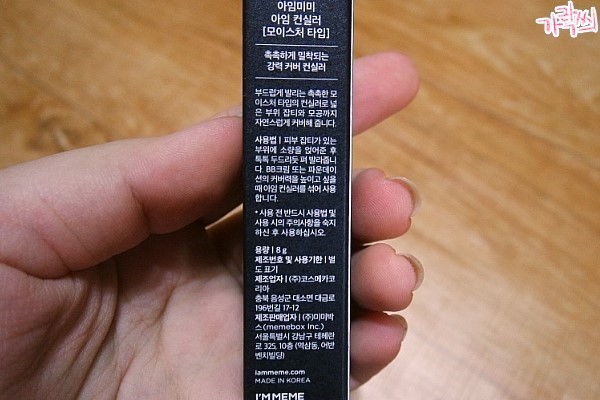 가락찌
아임미미
아임 컨실러
[모이스처 타입]
촉촉하게 밀착되는
강력 커버 컨실러
부드럽게 발리는 촉촉한 모
이스처 타입의 컨실러로 넓
은 부위 잡티와 모공까지
자연스럽게 커버해 줍니다.
사용법 | 피부 잡티가 있는
부위에 소량을 얹어준 후
톡톡 두드리듯 펴 발라줍니
다. BB크림 또는 파운데이
션의 커버력을 높이고 싶을
때 아임 컨실러를 섞어 사용
합니다.
* 사용 전 반드시 사용법 및
사용 시의 주의사항을 숙지
하신 후 사용하십시오.
용량 | 8 g
제조번호 및 사용기한 | 별
도 표기
제조업자 | (주)코스메카코
리아
충북 음성군 대소면 대금로
196번길 17-12
제조판매업자 | (주)미미박
스(memebox Inc.)
서울특별시 강남구 테헤란
로 325, 10층 (역삼동, 어반
벤치빌딩)
iammeme.com
MADE IN KOREA
I'M MEME